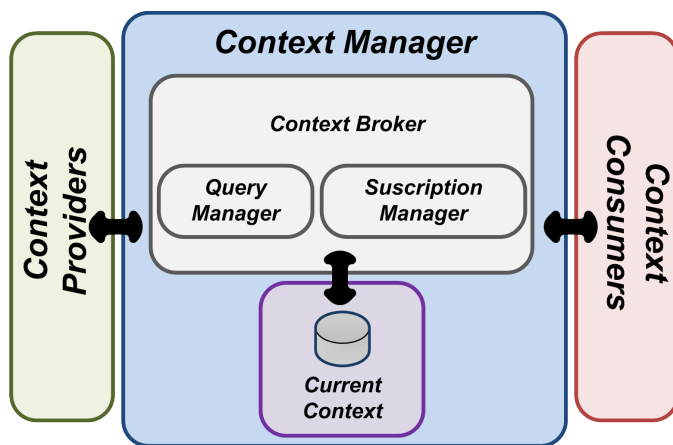 Context Manager
Context
Providers
Context Broker
Query
Manager
Suscription
Manager
Current
Context
Context
Consumers